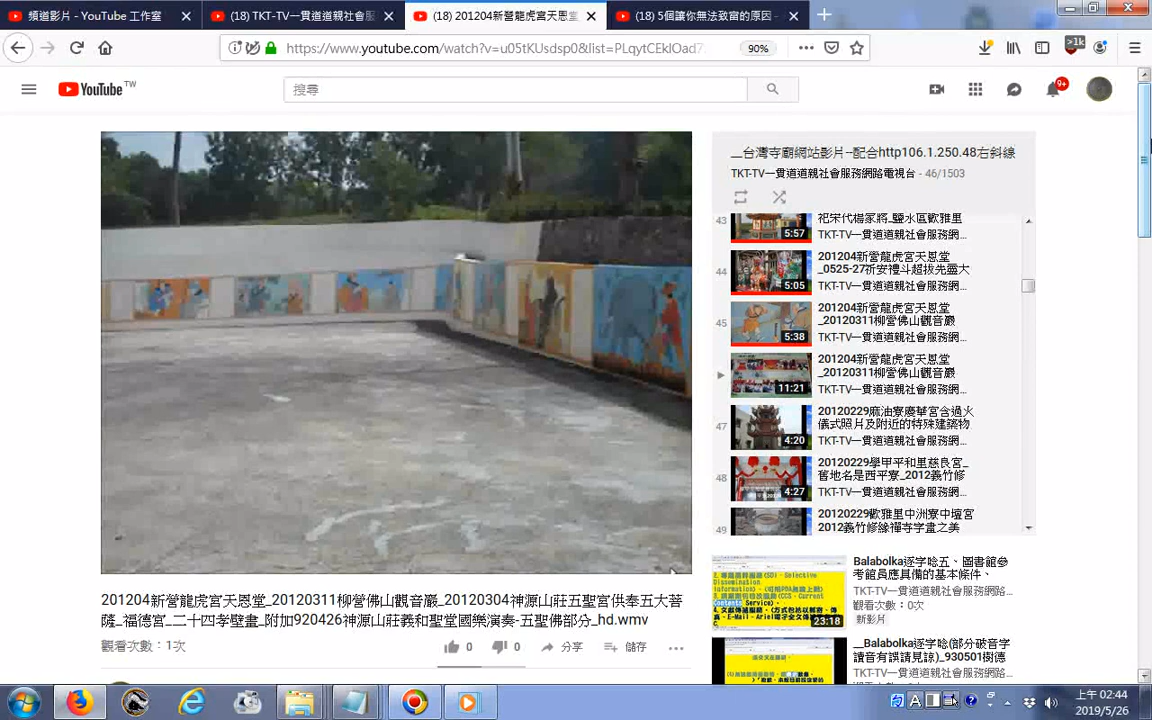 頻道影片 - YouTube 工作室
(18) TKT-TV一貫道道親社會服
(18) 201204新營龍虎宮天恩堂
(18) 5個讓你無法致富的原因 -
https://www.youtube.com/watch?v=u05tKUsdsp0&list=PLqytCEklOad7
90%
>1k
YouTube TW
搜尋
9+
__台灣寺廟網站影片--配合http106.1.250.48右斜線
TKT-TV一貫道道親社會服務網路電視台 - 46/1503
43
5:57
祀宋代楊家將_鹽水區歡雅里
TKT-TV一貫道道親社會服務網...
44
5:05
201204新營龍虎宮天恩堂
_0525-27祈安禮斗超拔先靈大
TKT-TV一貫道道親社會服務網...
45
5:38
201204新營龍虎宮天恩堂
_20120311柳營佛山觀音巖
TKT-TV一貫道道親社會服務網...
11:21
201204新營龍虎宮天恩堂
_20120311柳營佛山觀音巖
TKT-TV一貫道道親社會服務網...
47
4:20
20120229麻油寮慶華宮含過火
儀式照片及附近的特殊建築物
TKT-TV一貫道道親社會服務網...
48
4:27
20120229學甲平和里慈良宮_
舊地名是西平寮_2012義竹修
TKT-TV一貫道道親社會服務網...
49
20120229歡雅里中洲寮中壇宮
2012義竹修緣禪寺字畫之美
201204新營龍虎宮天恩堂_20120311柳營佛山觀音巖_20120304神源山莊五聖宮供奉五大菩
薩_福德宮_二十四孝壁畫_附加920426神源山莊義和聖堂國樂演奏-五聖佛部分_hd.wmv
觀看次數：1次
0
0
分享
儲存
23:18
Balabolka逐字唸五、圖書館參
考館員應具備的基本條件、
TKT-TV一貫道道親社會服務網路...
觀看次數：0次
新影片
__Balabolka逐字唸(部分破音字
讀音有誤請見諒)_930501樹德
TKT-TV一貫道道親社會服務網路...
上午 02:44
2019/5/26